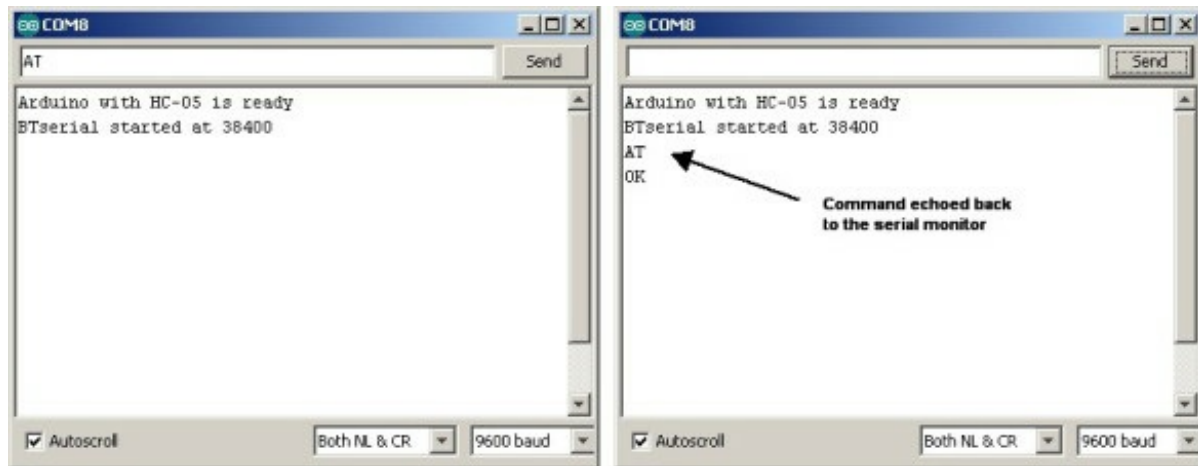 COM8
AT
Send
Arduino with HC-05 is ready
BTserial started at 38400
Autoscroll
Both NL & CR
9600 baud
COM8
Send
Arduino with HC-05 is ready
BTserial started at 38400
AT
OK
Command echoed back
to the serial monitor
Autoscroll
Both NL & CR
9600 baud